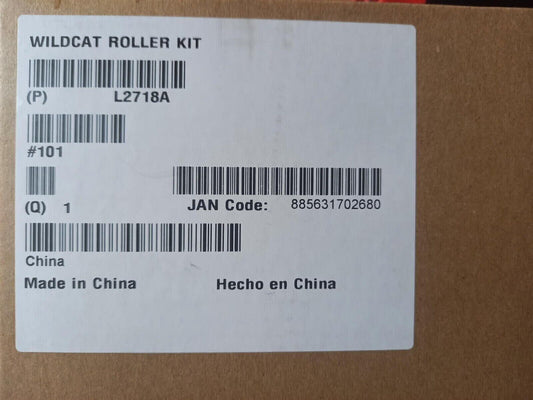 WILDCAT ROLLER KIT
(P) L2718A
#101
(Q) 1 JAN Code: 885631702680
China
Made in China Hecho en China